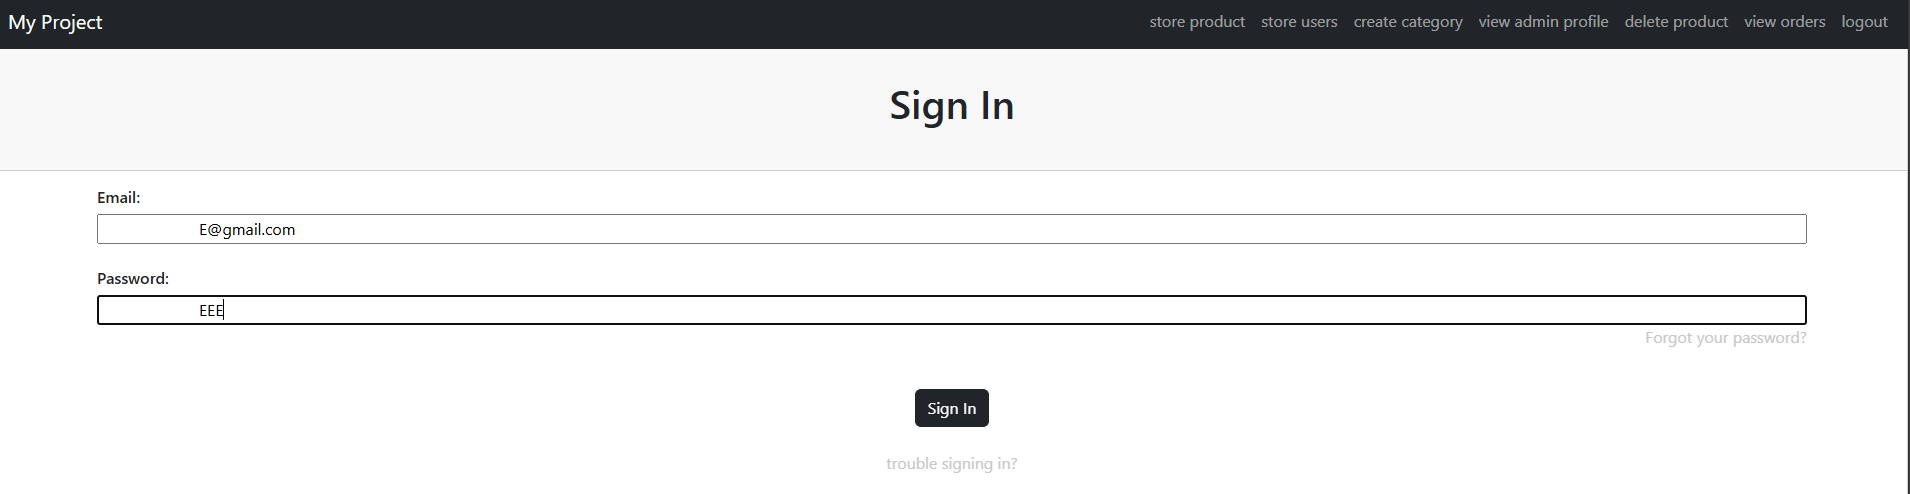 My Project store product store users create category view admin profile delete product view orders logout
Sign In
Email:
E@gmail.com
Password:
EEE
Forgot your password?
Sign In
trouble signing in?